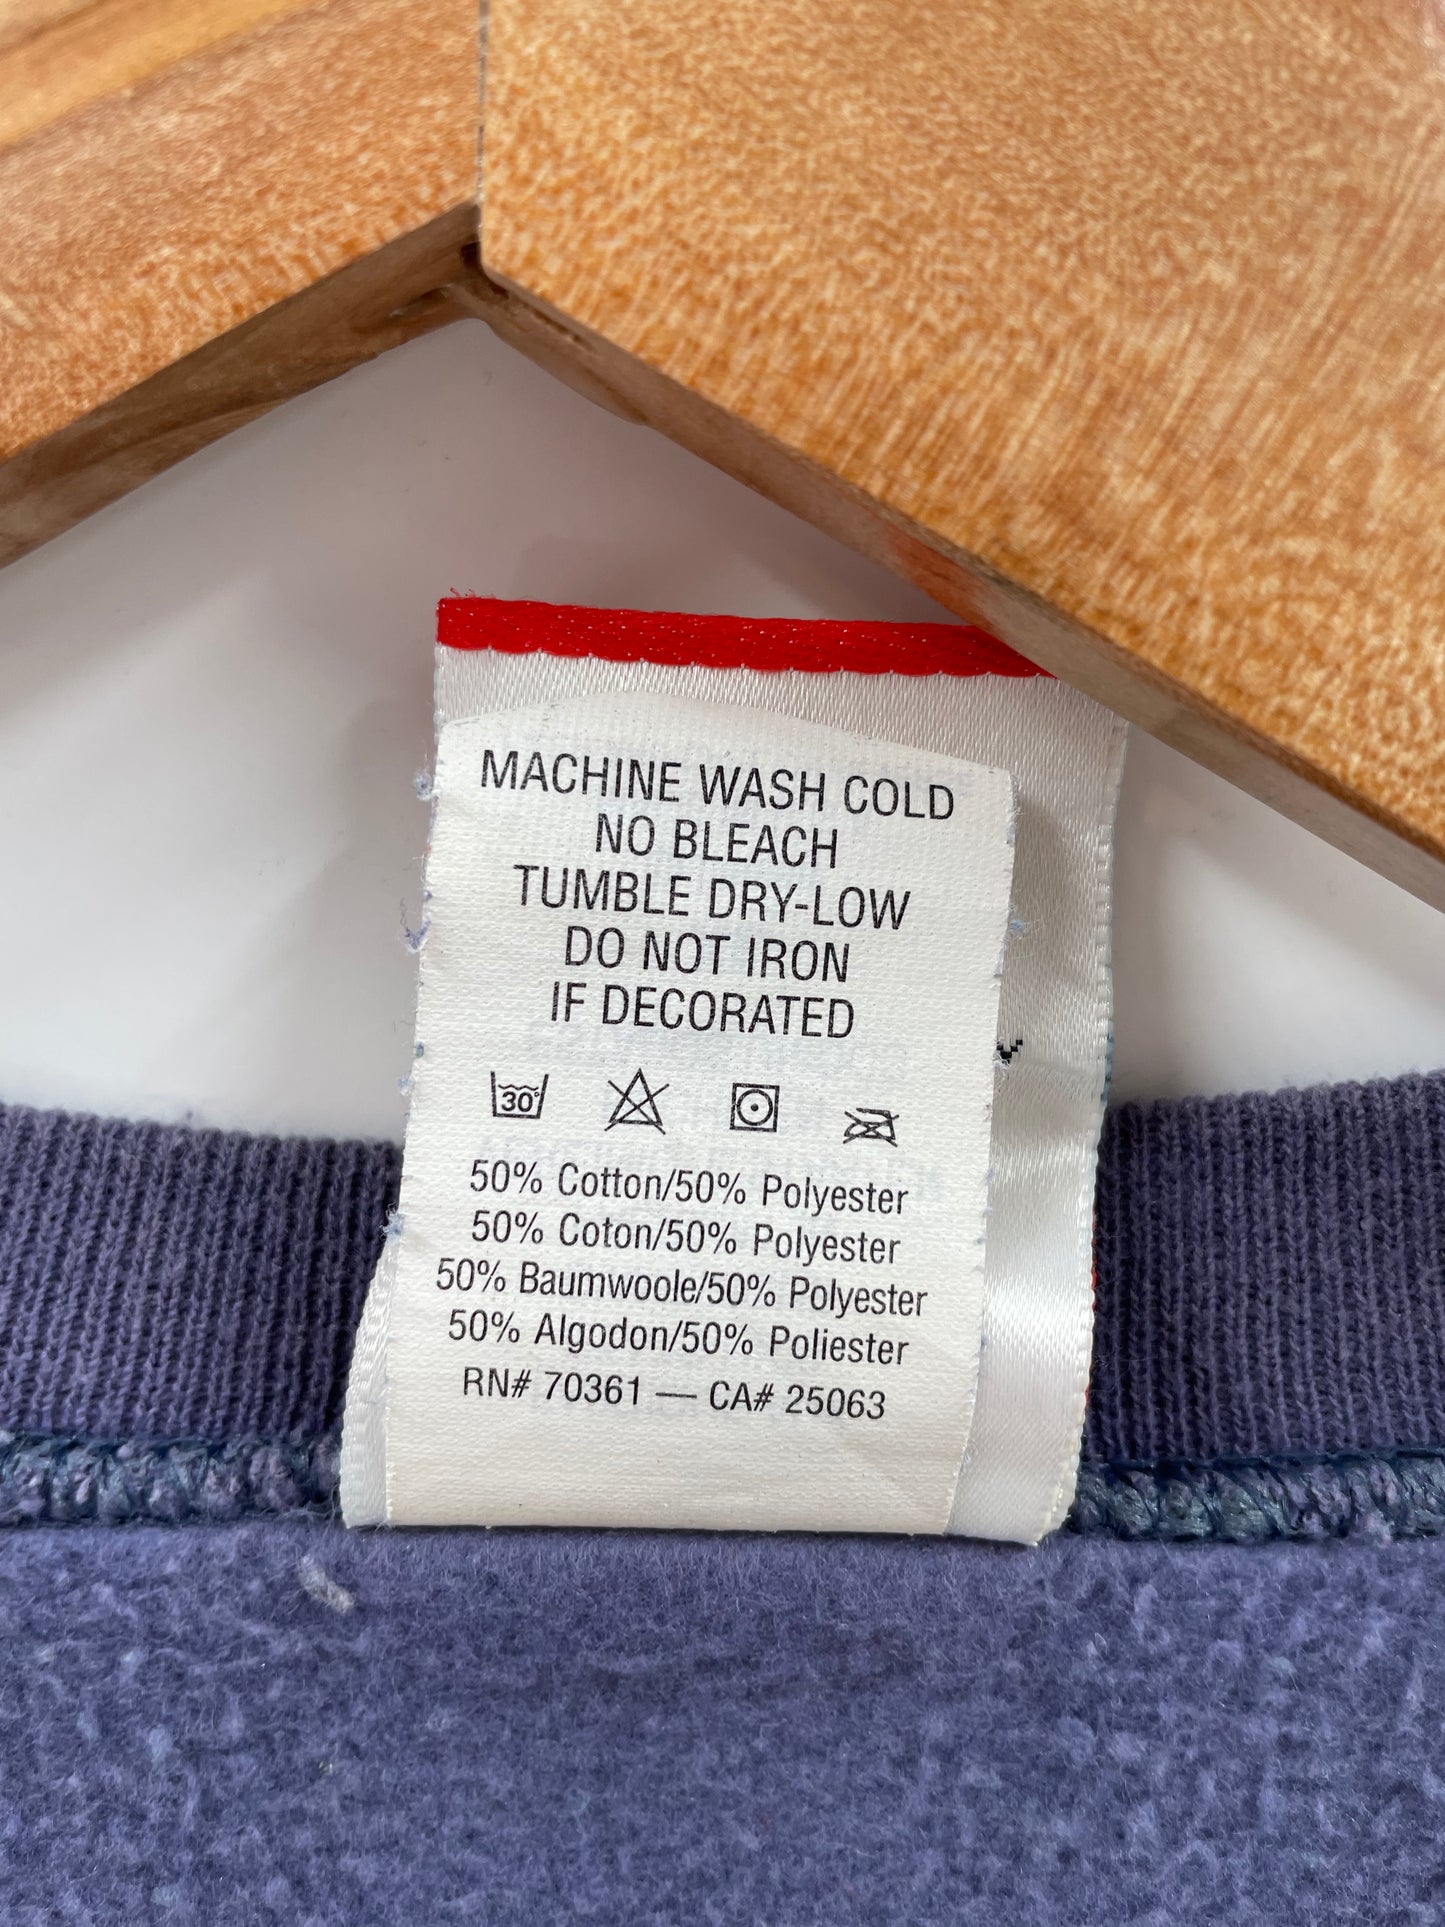 MACHINE WASH COLD
NO BLEACH
TUMBLE DRY-LOW
DO NOT IRON
IF DECORATED
30°
50% Cotton/50% Polyester
50% Coton/50% Polyester
50% Baumwoole/50% Polyester
50% Algodon/50% Poliester
RN# 70361 — CA# 25063